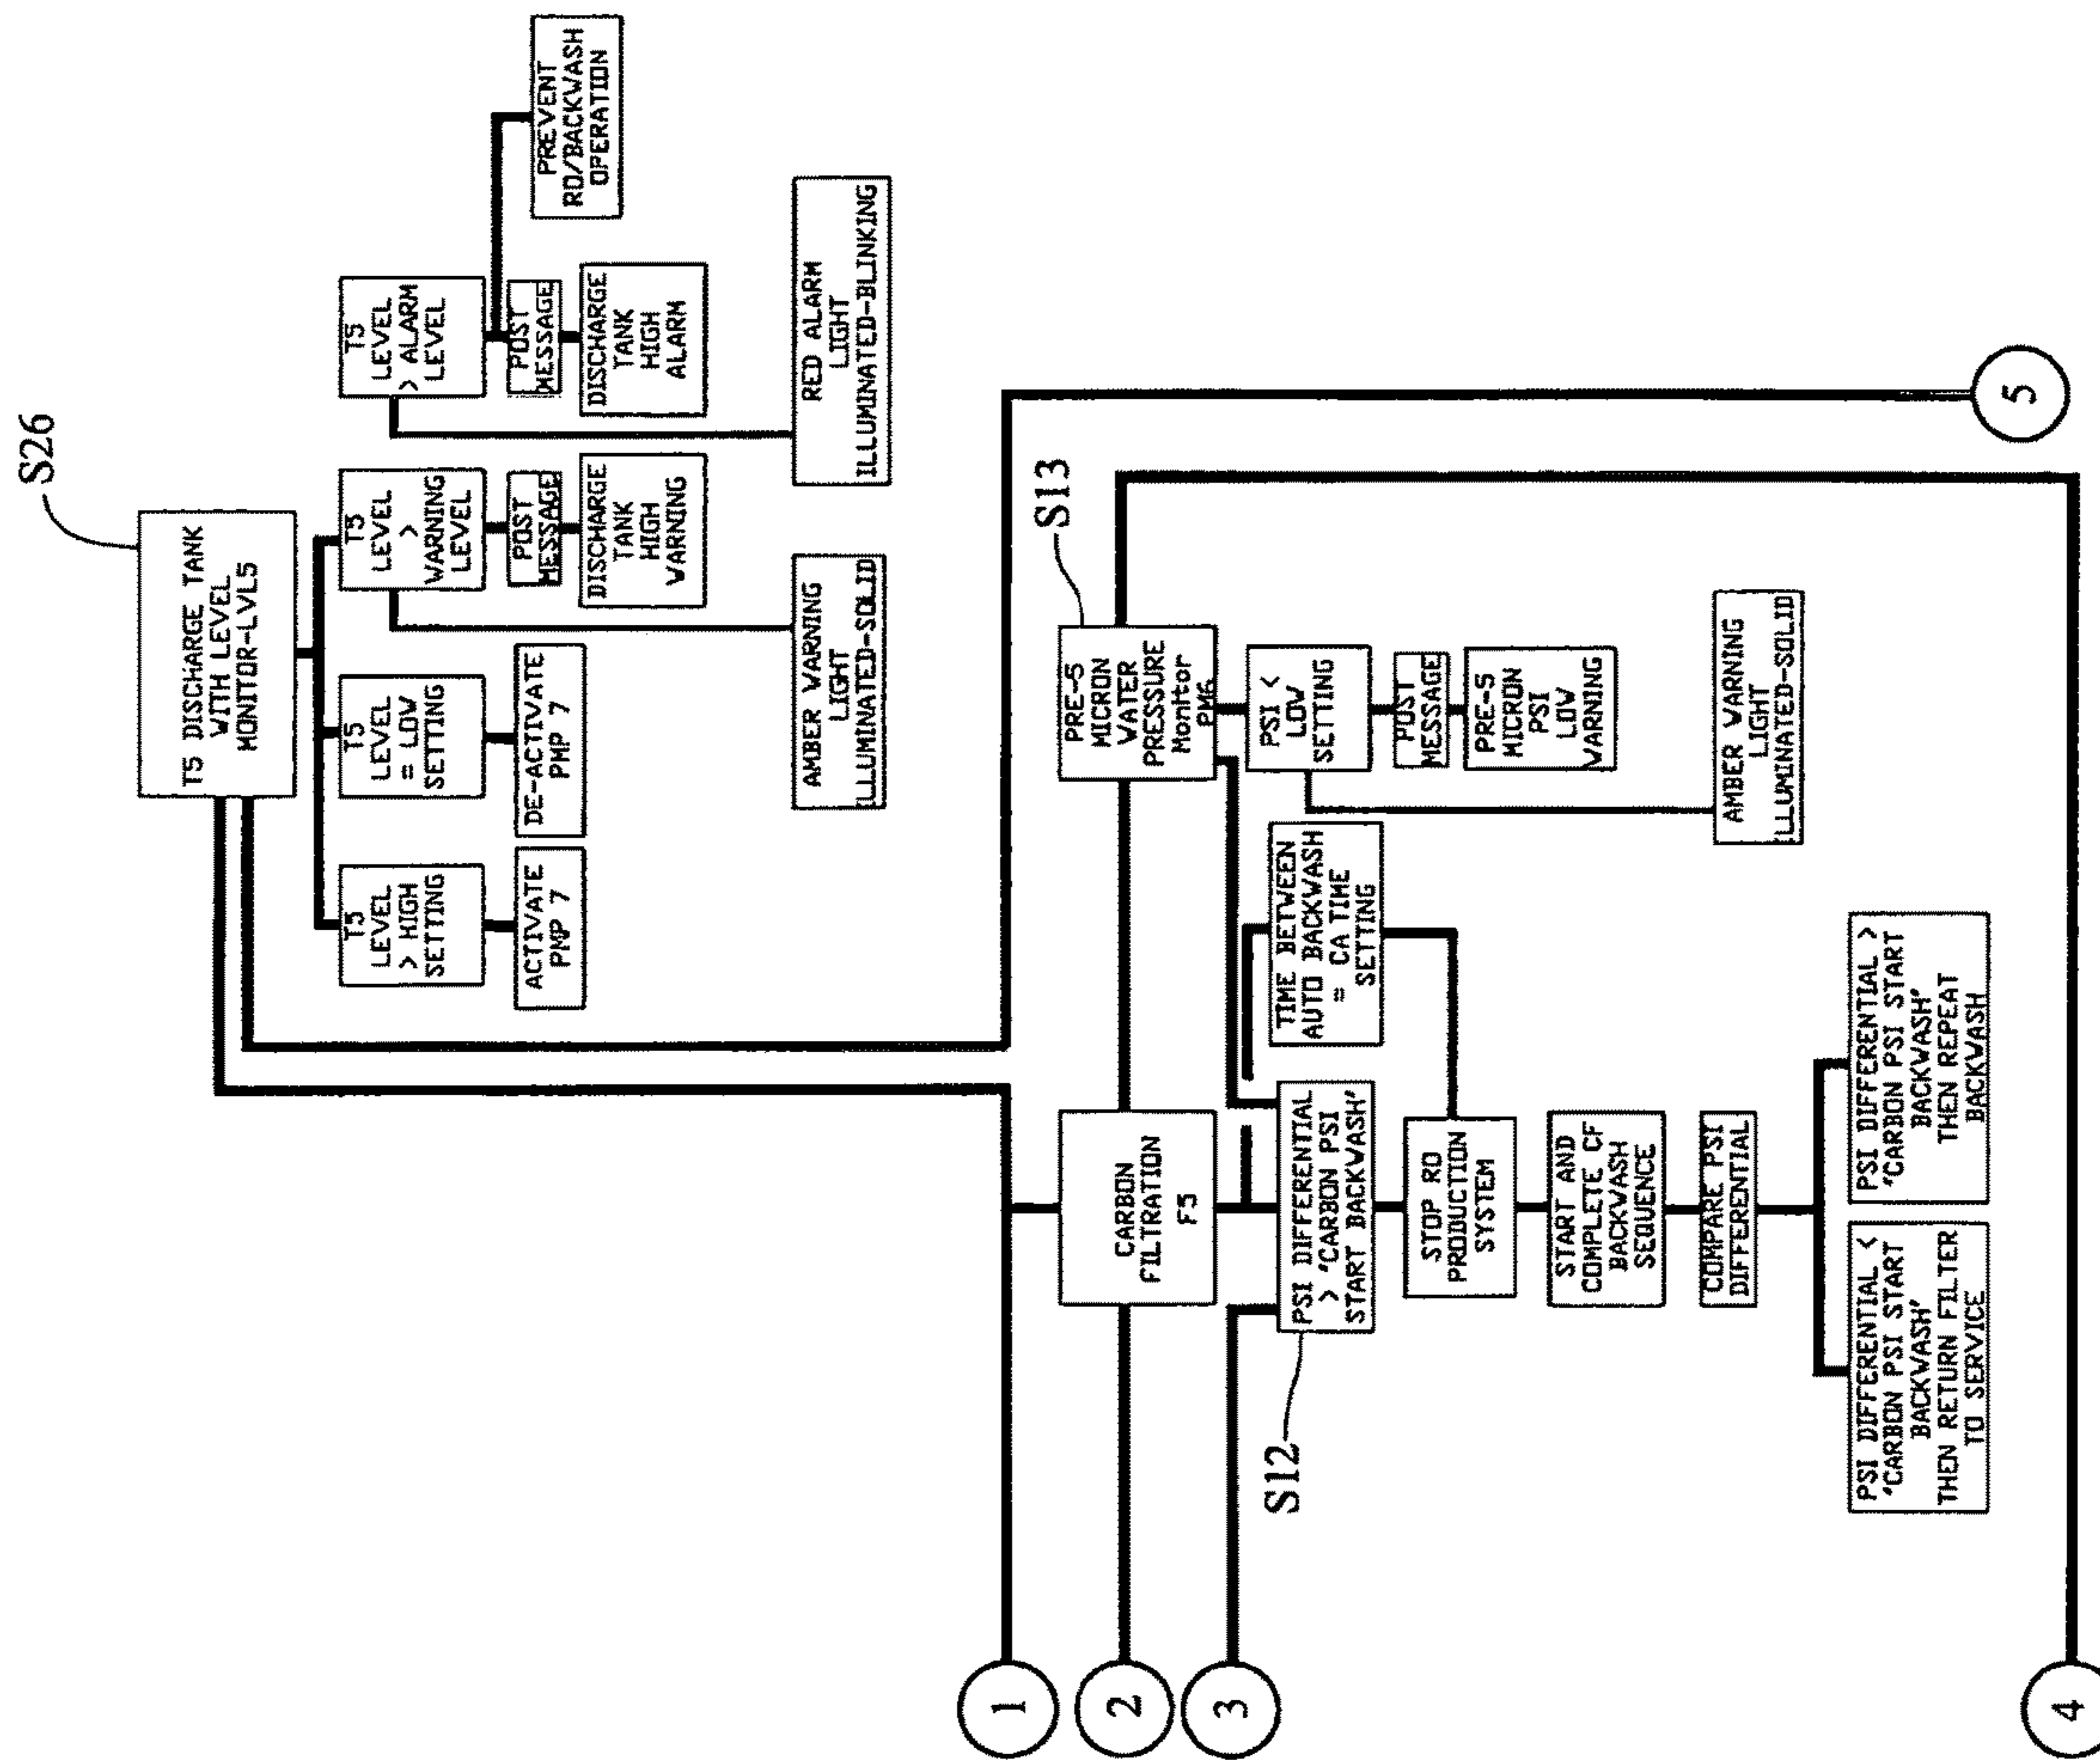 S26
T5 DISCHARGE TANK
WITH LEVEL
MONITOR-LVL5
T5
LEVEL
> HIGH
SETTING
ACTIVATE
PMP 7
T5
LEVEL
= LOW
SETTING
DE-ACTIVATE
PMP 7
T5
LEVEL
>
WARNING
LEVEL
POST
MESSAGE
DISCHARGE
TANK
HIGH
WARNING
AMBER WARNING
LIGHT
ILLUMINATED-SOLID
T5
LEVEL
> ALARM
LEVEL
POST
MESSAGE
DISCHARGE
TANK
HIGH
ALARM
RED ALARM
LIGHT
ILLUMINATED-BLINKING
PREVENT
RO/BACKWASH
OPERATION
1
2
3
CARBON
FILTRATION
F5
S12
PSI DIFFERENTIAL
> 'CARBON PSI
START BACKWASH'
TIME BETWEEN
AUTO BACKWASH
= CA TIME
SETTING
STOP RO
PRODUCTION
SYSTEM
START AND
COMPLETE CF
BACKWASH
SEQUENCE
COMPARE PSI
DIFFERENTIAL
PSI DIFFERENTIAL <
'CARBON PSI START
BACKWASH'
THEN RETURN FILTER
TO SERVICE
PSI DIFFERENTIAL >
'CARBON PSI START
BACKWASH'
THEN REPEAT
BACKWASH
S13
PRE-5
MICRON
WATER
PRESSURE
Monitor
PM6
PSI <
LOW
SETTING
POST
MESSAGE
PRE-5
MICRON
PSI
LOW
WARNING
AMBER WARNING
LIGHT
ILLUMINATED-SOLID
4
5